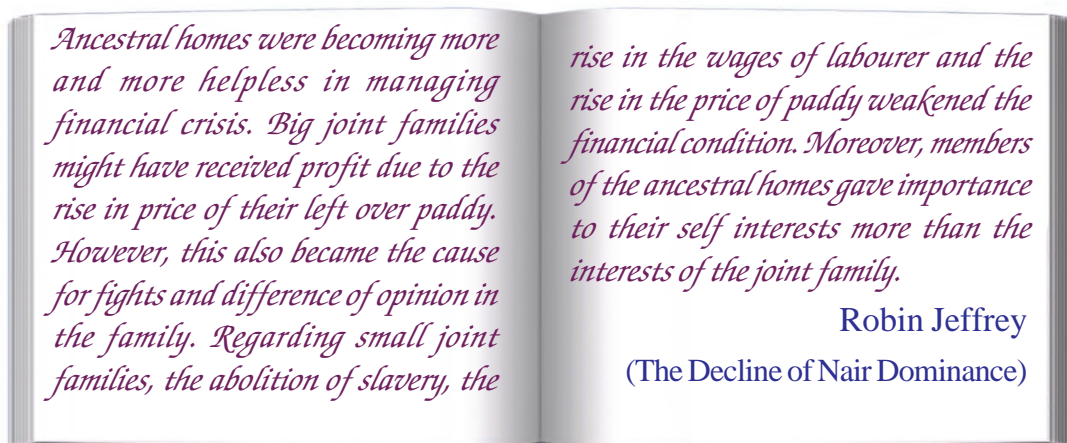 Ancestral homes were becoming more
and more helpless in managing
financial crisis. Big joint families
might have received profit due to the
rise in price of their left over paddy.
However, this also became the cause
for fights and difference of opinion in
the family. Regarding small joint
families, the abolition of slavery, the
rise in the wages of labourer and the
rise in the price of paddy weakened the
financial condition. Moreover, members
of the ancestral homes gave importance
to their self interests more than the
interests of the joint family.
Robin Jeffrey
(The Decline of Nair Dominance)